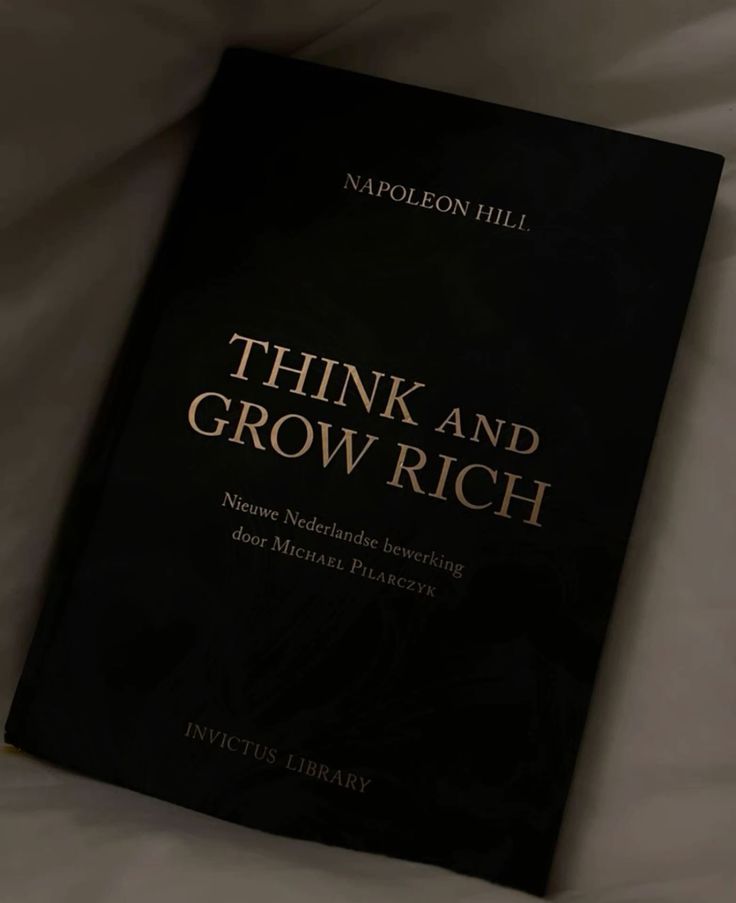 NAPOLEON HILL
THINK AND
GROW RICH
Nieuwe Nederlandse bewerking
door MICHAEL PILARCZYK
INVICTUS LIBRARY